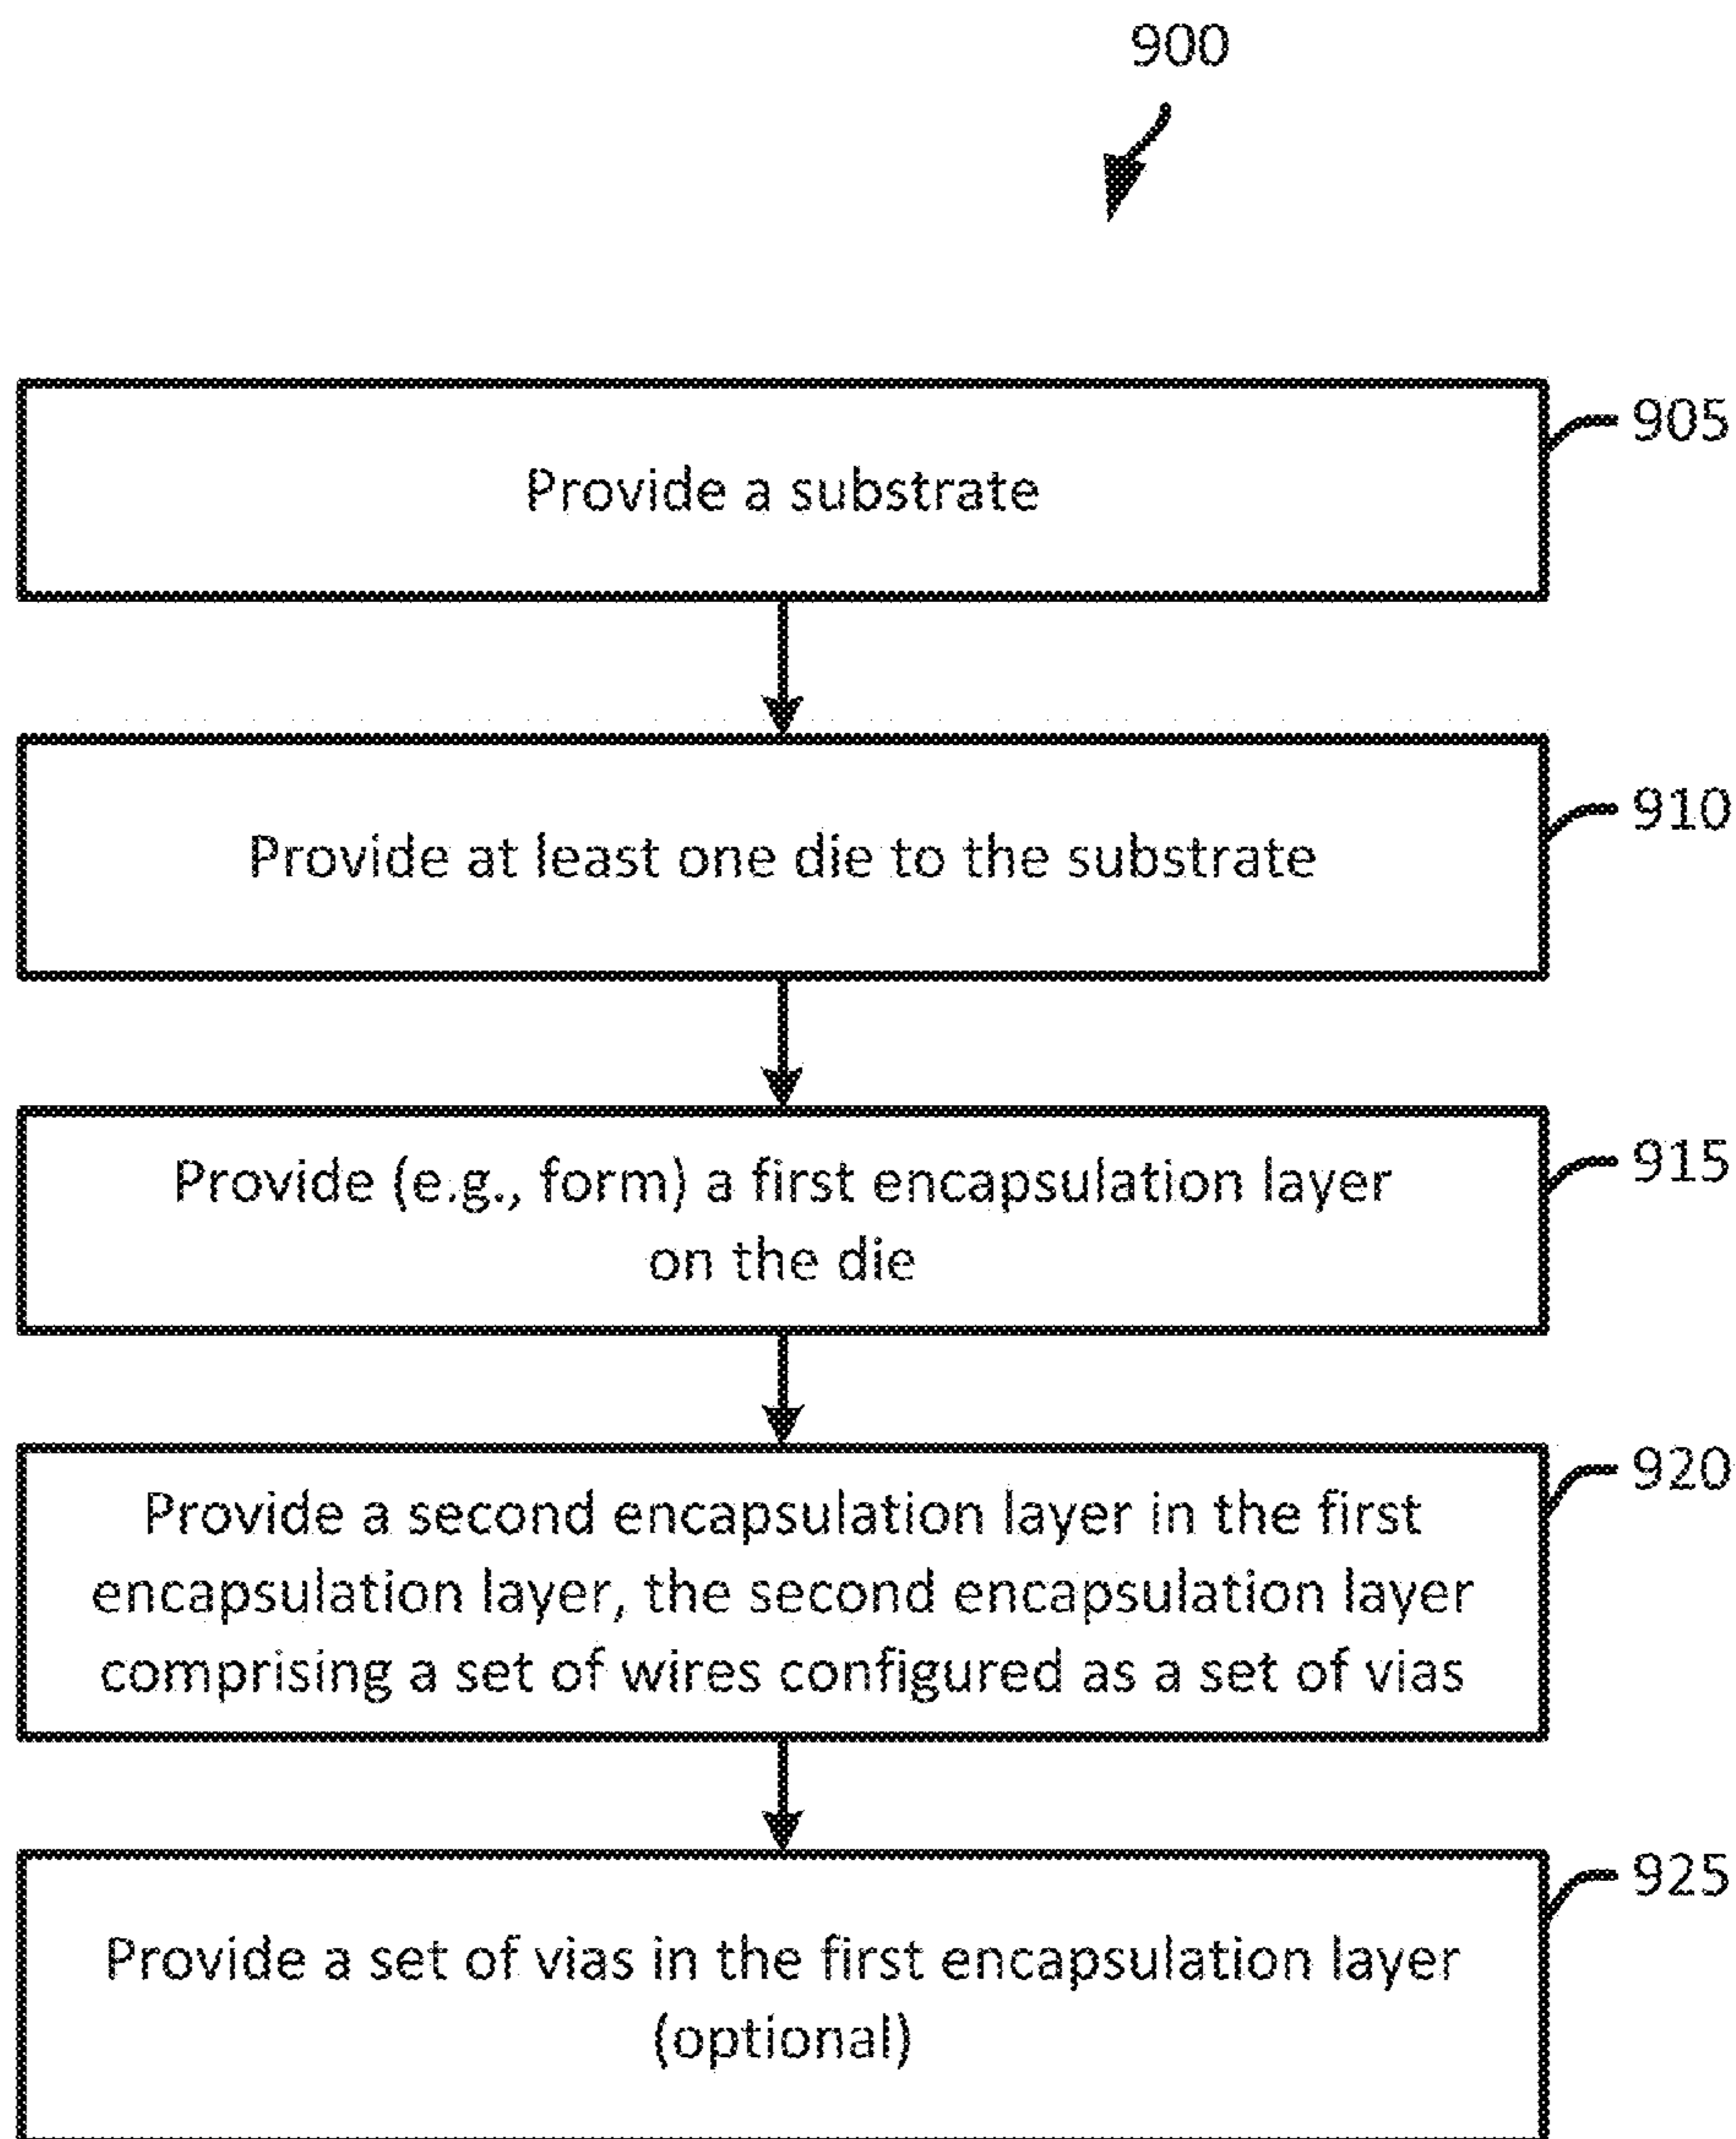 900
Provide a substrate
905
Provide at least one die to the substrate
910
Provide (e.g., form) a first encapsulation layer
on the die
915
Provide a second encapsulation layer in the first
encapsulation layer, the second encapsulation layer
comprising a set of wires configured as a set of vias
920
Provide a set of vias in the first encapsulation layer
(optional)
925